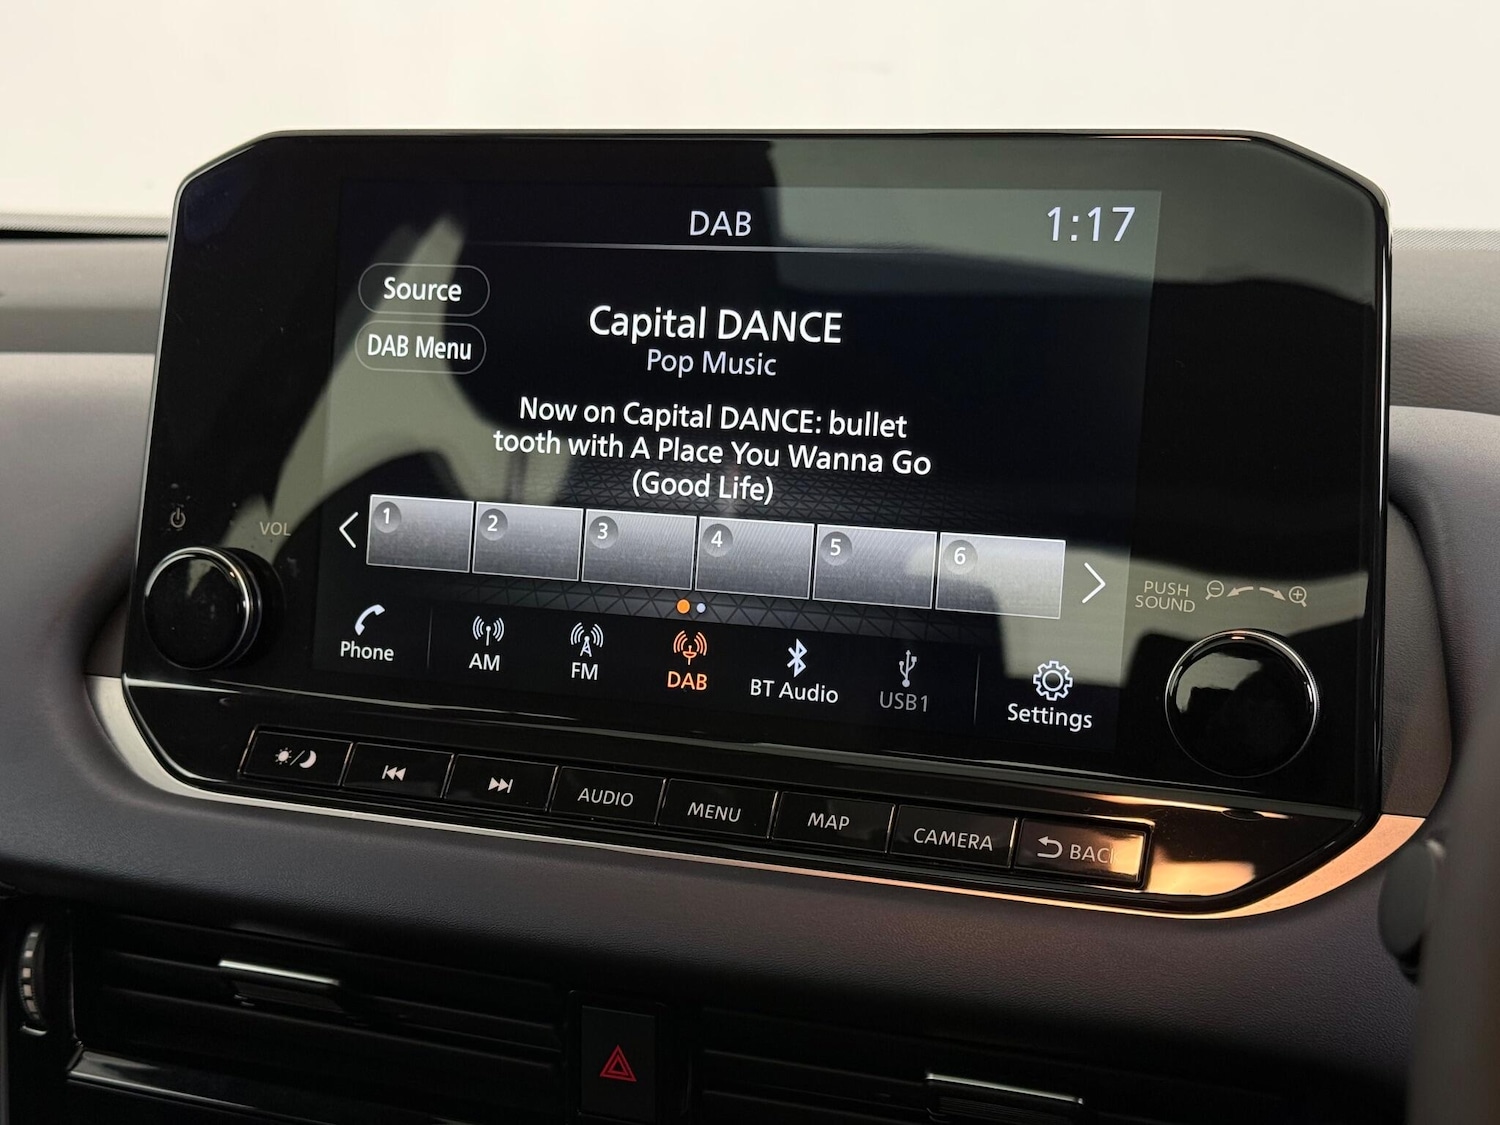 DAB
1:17
Source
DAB Menu
Capital DANCE
Pop Music
Now on Capital DANCE: bullet
tooth with A Place You Wanna Go
(Good Life)
1 2 3 4 5 6
VOL
PUSH
SOUND
Phone
AM
FM
DAB
BT Audio
USB1
Settings
AUDIO
MENU
MAP
CAMERA
BACK